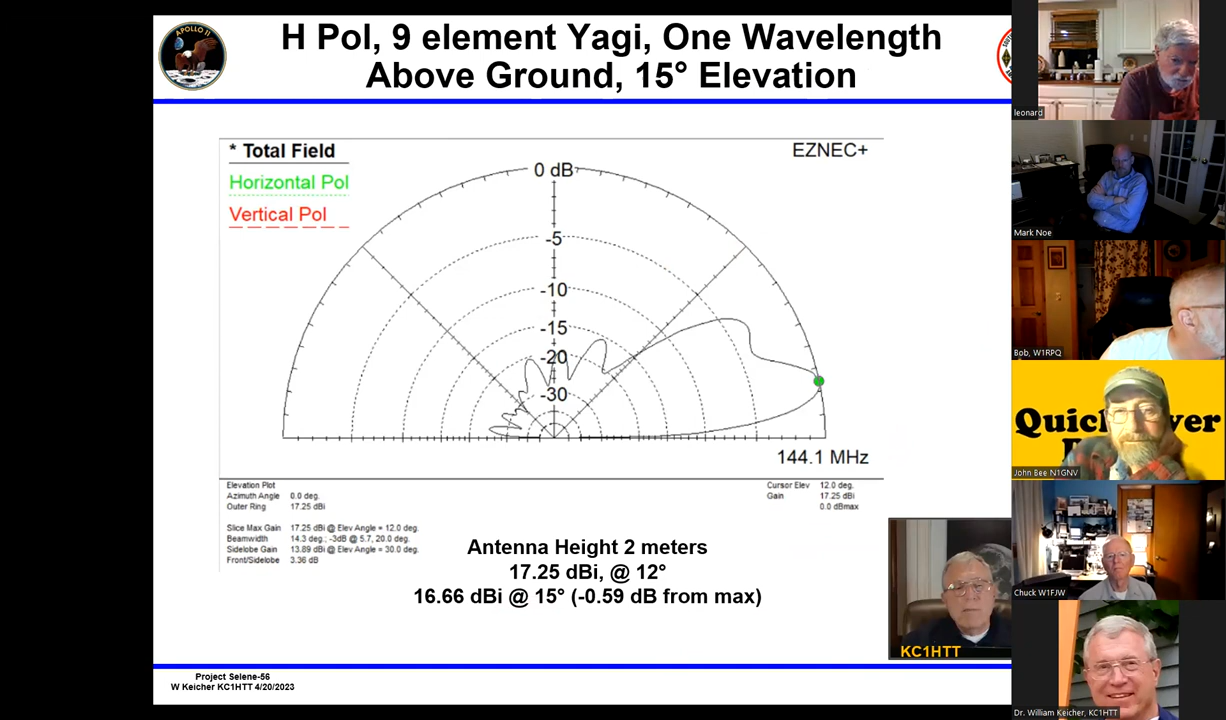 APOLLO 11
H Pol, 9 element Yagi, One Wavelength
Above Ground, 15° Elevation
* Total Field
Horizontal Pol
Vertical Pol
EZNEC+
0 dB
-5
-10
-15
-20
-30
144.1 MHz
Elevation Plot
Azimuth Angle 0.0 deg.
Outer Ring 17.25 dBi
Cursor Elev 12.0 deg.
Gain 17.25 dBi
0.0 dBmax
Slice Max Gain 17.25 dBi @ Elev Angle = 12.0 deg.
Beamwidth 14.3 deg.; -3dB @ 5.7, 20.0 deg.
Sidelobe Gain 13.89 dBi @ Elev Angle = 30.0 deg.
Front/Sidelobe 3.36 dB
Antenna Height 2 meters
17.25 dBi, @ 12°
16.66 dBi @ 15° (-0.59 dB from max)
Project Selene-56
W Keicher KC1HTT 4/20/2023
KC1HTT
leonard
Mark Noe
Bob, W1RPQ
John Bee N1GNV
Chuck W1FJW
Dr. William Keicher, KC1HTT